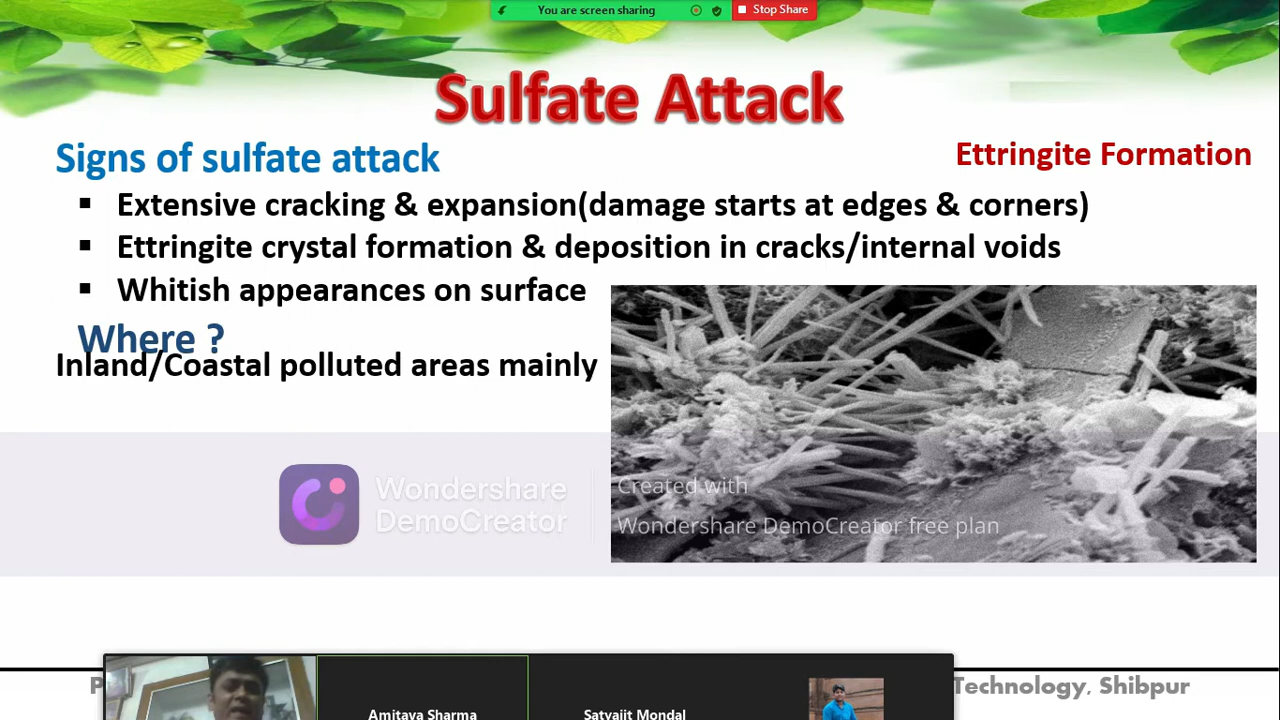 You are screen sharing
Stop Share
Sulfate Attack
Signs of sulfate attack
Ettringite Formation
▪ Extensive cracking & expansion(damage starts at edges & corners)
▪ Ettringite crystal formation & deposition in cracks/internal voids
▪ Whitish appearances on surface
Where ?
Inland/Coastal polluted areas mainly
Wondershare
DemoCreator
Created with
Wondershare DemoCreator free plan
Technology, Shibpur
Amitava Sharma
Satyajit Mondal